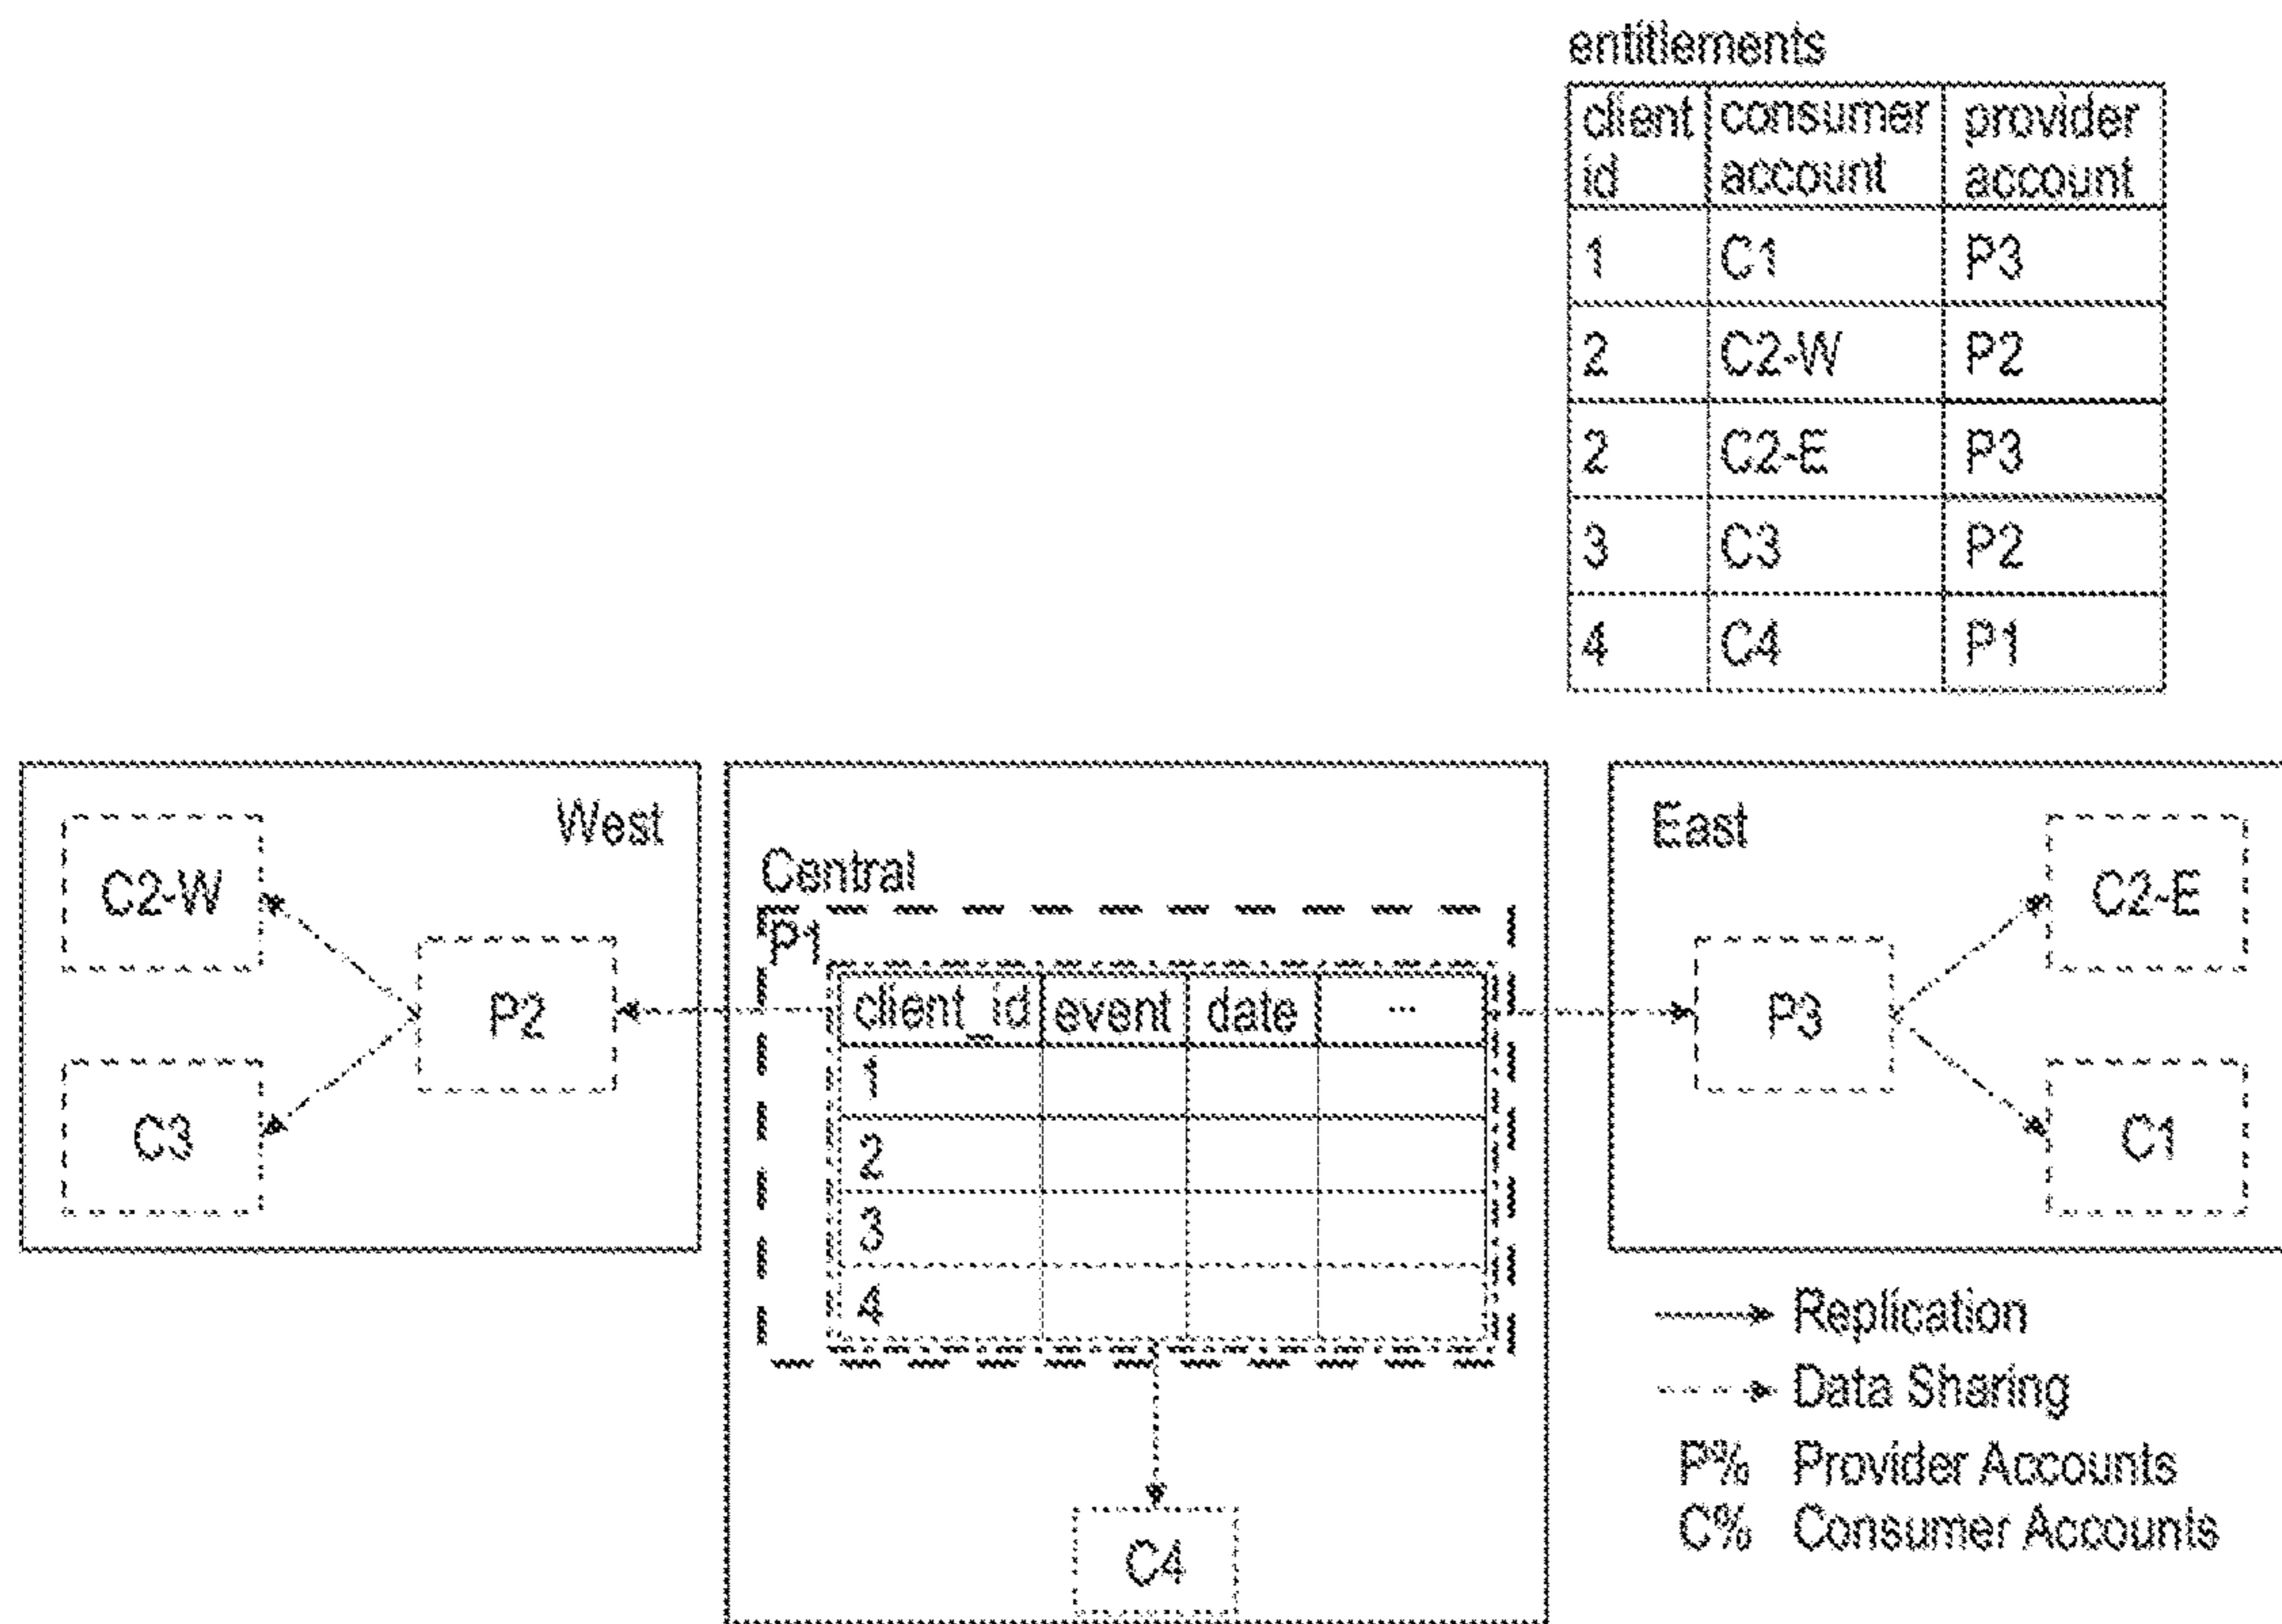 entitlements
client id consumer account provider account
1 C1 P3
2 C2-W P2
2 C2-E P3
3 C3 P2
4 C4 P1
West
C2-W
P2
C3
Central
P1
client_id event date ...
1
2
3
4
C4
East
C2-E
P3
C1
Replication
Data Sharing
P% Provider Accounts
C% Consumer Accounts